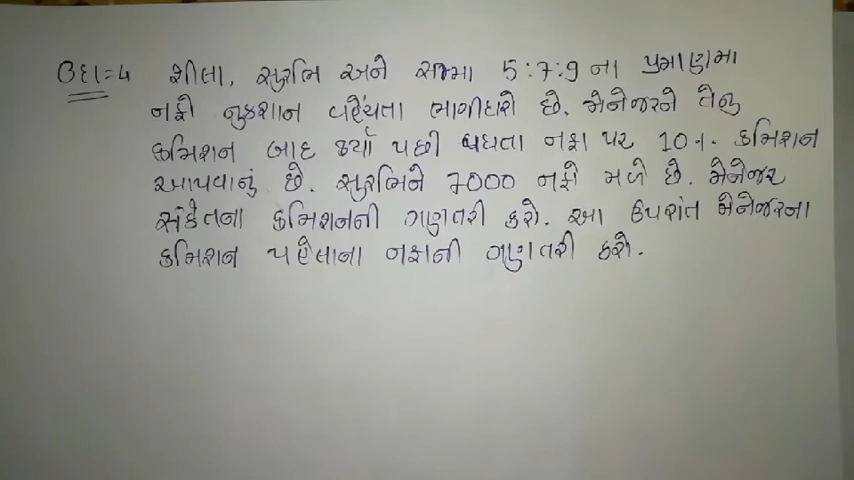 ઉદા=4 શીલા, સુરભિ અને સીમા 5:7:9 ના પ્રમાણમા
નફો નુકશાન વહેંચતા ભાગીદારો છે. મેનેજરને તેનુ
કમિશન બાદ કર્યા પછી વધતા નફા પર 10%. કમિશન
આપવાનું છે. સુરભિને 7000 નફો મળે છે. મેનેજર
સંકેતના કમિશનની ગણતરી કરો. આ ઉપરાંત મેનેજરના
કમિશન પહેલાના નફાની ગણતરી કરો.